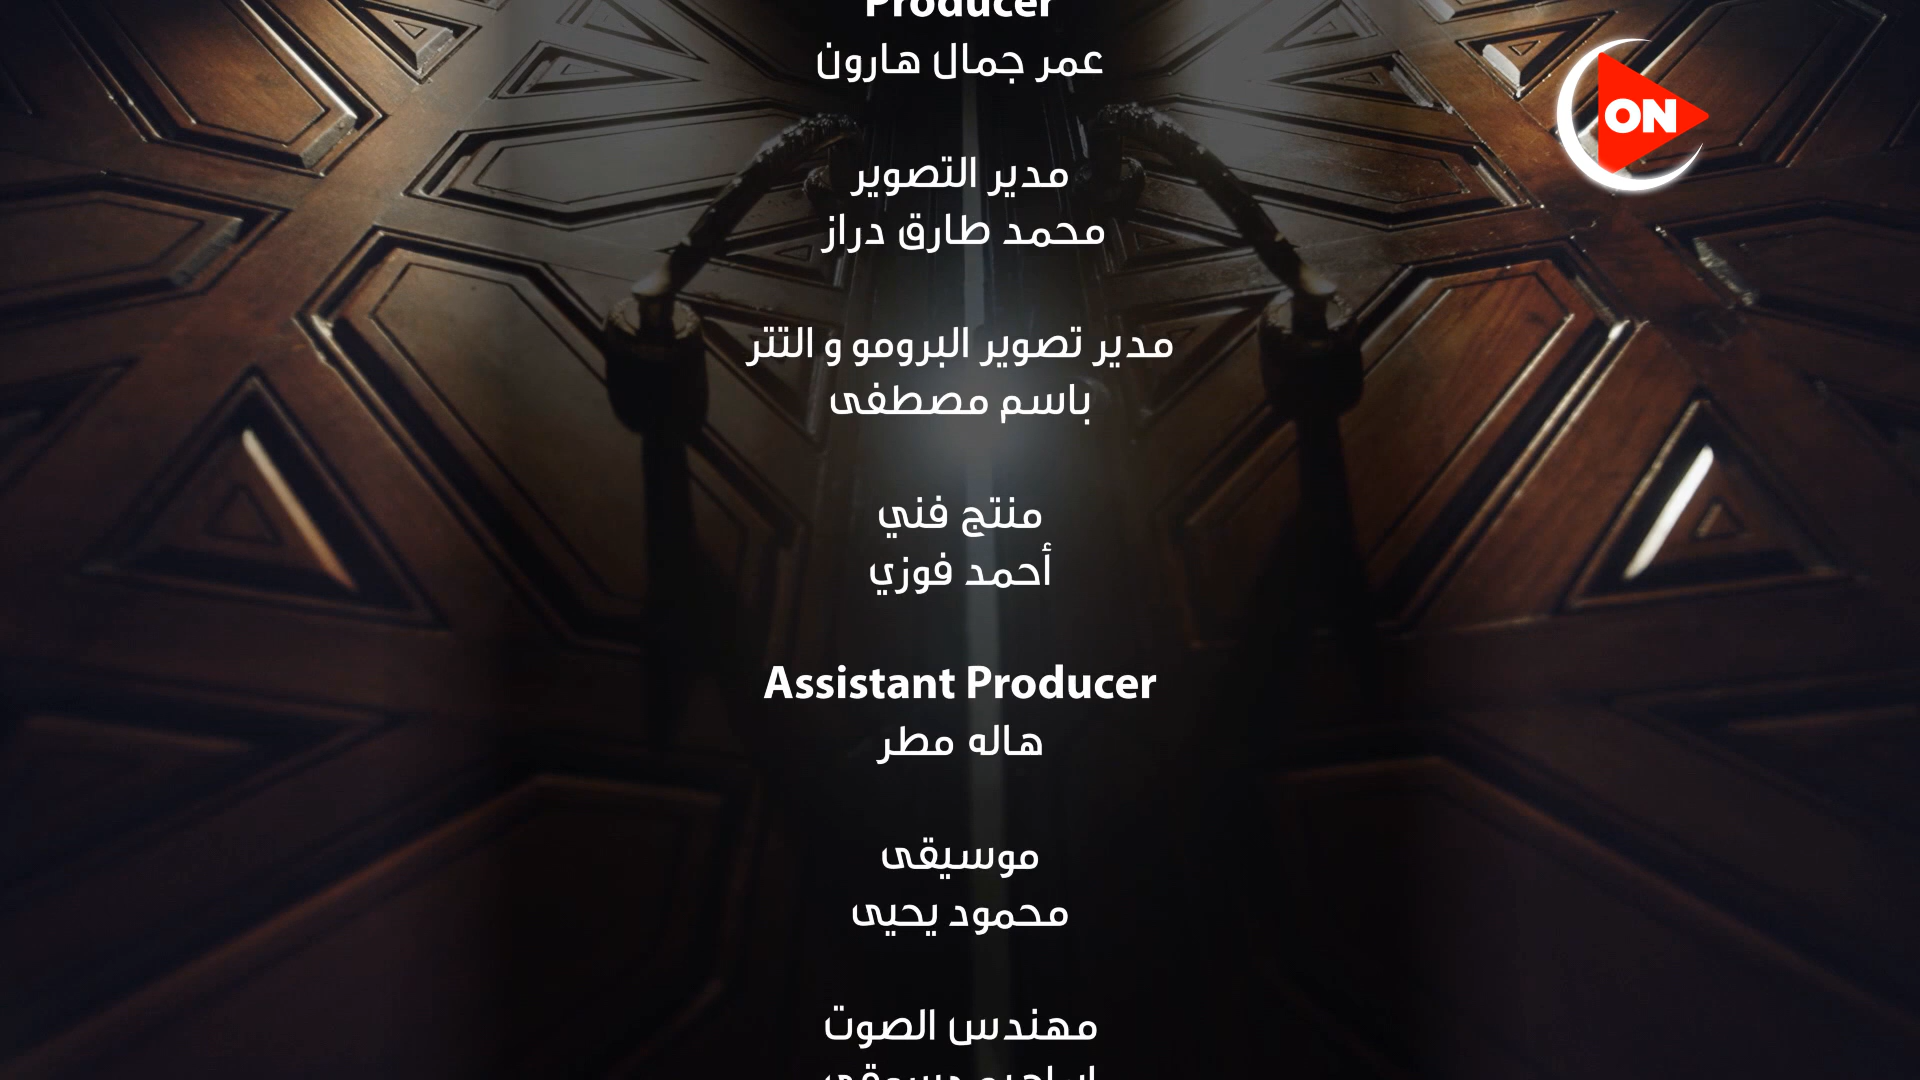 Producer
عمر جمال هارون
ON
مدير التصوير
محمد طارق دراز
مدير تصوير البرومو و التتر
باسم مصطفى
منتج فني
أحمد فوزي
Assistant Producer
هاله مطر
موسيقى
محمود يحيى
مهندس الصوت